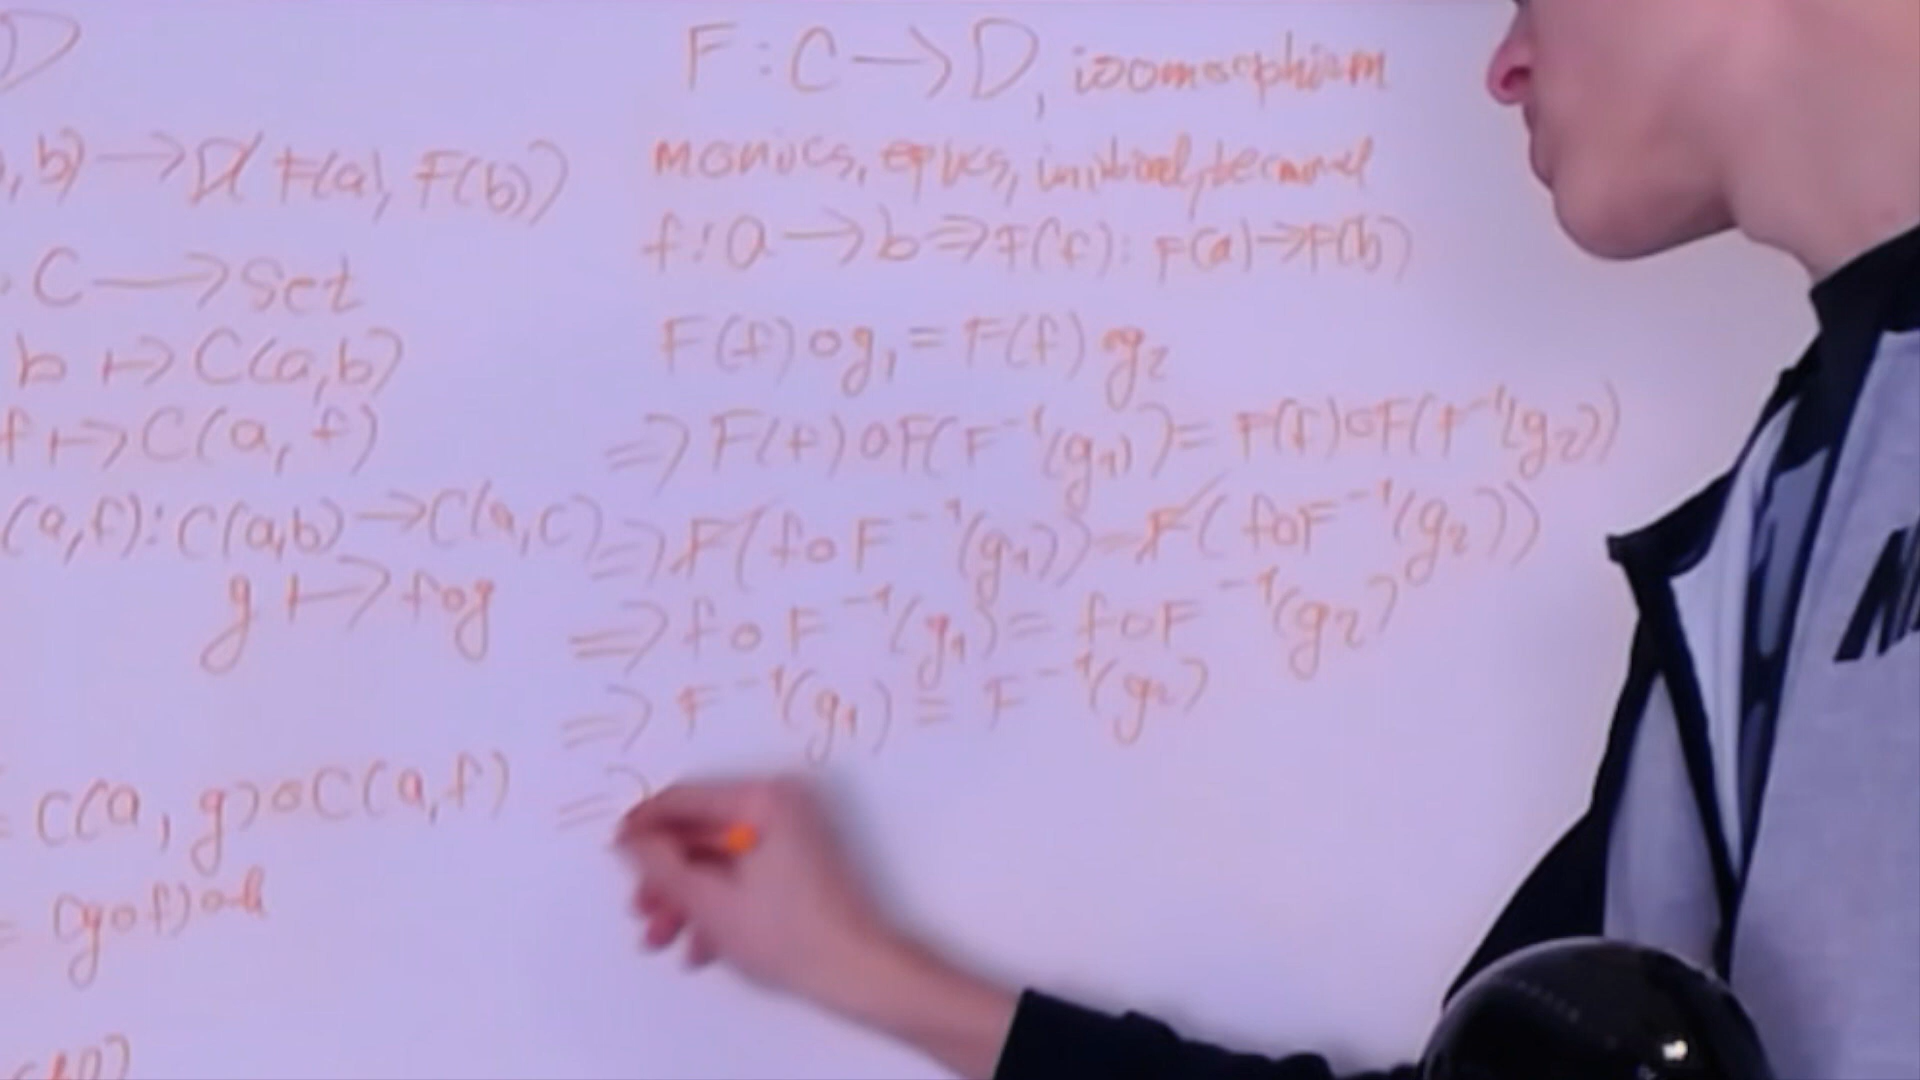 D
, b) → D(F(a), F(b))
C → Set
b ↦ C(a,b)
f ↦ C(a, f)
(a,f): C(a,b) → C(a,c)
g ↦ f∘g
= C(a, g)∘C(a,f)
= (g∘f)∘h
F : C → D, isomorphism
monics, epics, initial, terminal
f: a → b ⇒ F(f): F(a) → F(b)
F(f)∘g₁ = F(f) g₂
⇒ F(f)∘F(F⁻¹(g₁)) = F(f)∘F(F⁻¹(g₂))
⇒ F(f∘F⁻¹(g₁)) = F(f∘F⁻¹(g₂))
⇒ f∘F⁻¹(g₁) = f∘F⁻¹(g₂)
⇒ F⁻¹(g₁) = F⁻¹(g₂)
⇒